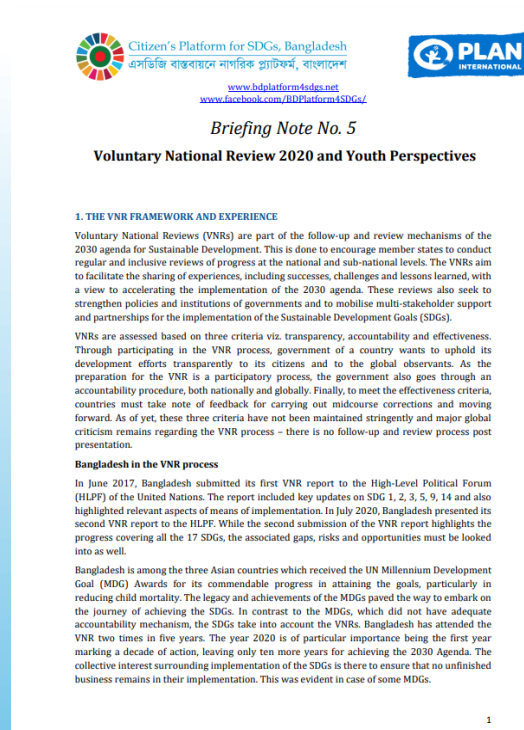 Citizen's Platform for SDGs, Bangladesh
এসডিজি বাস্তবায়নে নাগরিক প্ল্যাটফর্ম, বাংলাদেশ
PLAN
INTERNATIONAL
www.bdplatform4sdgs.net
www.facebook.com/BDPlatform4SDGs/
Briefing Note No. 5
Voluntary National Review 2020 and Youth Perspectives
1. THE VNR FRAMEWORK AND EXPERIENCE
Voluntary National Reviews (VNRs) are part of the follow-up and review mechanisms of the
2030 agenda for Sustainable Development. This is done to encourage member states to conduct
regular and inclusive reviews of progress at the national and sub-national levels. The VNRs aim
to facilitate the sharing of experiences, including successes, challenges and lessons learned, with
a view to accelerating the implementation of the 2030 agenda. These reviews also seek to
strengthen policies and institutions of governments and to mobilise multi-stakeholder support
and partnerships for the implementation of the Sustainable Development Goals (SDGs).
VNRs are assessed based on three criteria viz. transparency, accountability and effectiveness.
Through participating in the VNR process, government of a country wants to uphold its
development efforts transparently to its citizens and to the global observants. As the
preparation for the VNR is a participatory process, the government also goes through an
accountability procedure, both nationally and globally. Finally, to meet the effectiveness criteria,
countries must take note of feedback for carrying out midcourse corrections and moving
forward. As of yet, these three criteria have not been maintained stringently and major global
criticism remains regarding the VNR process – there is no follow-up and review process post
presentation.
Bangladesh in the VNR process
In June 2017, Bangladesh submitted its first VNR report to the High-Level Political Forum
(HLPF) of the United Nations. The report included key updates on SDG 1, 2, 3, 5, 9, 14 and also
highlighted relevant aspects of means of implementation. In July 2020, Bangladesh presented its
second VNR report to the HLPF. While the second submission of the VNR report highlights the
progress covering all the 17 SDGs, the associated gaps, risks and opportunities must be looked
into as well.
Bangladesh is among the three Asian countries which received the UN Millennium Development
Goal (MDG) Awards for its commendable progress in attaining the goals, particularly in
reducing child mortality. The legacy and achievements of the MDGs paved the way to embark on
the journey of achieving the SDGs. In contrast to the MDGs, which did not have adequate
accountability mechanism, the SDGs take into account the VNRs. Bangladesh has attended the
VNR two times in five years. The year 2020 is of particular importance being the first year
marking a decade of action, leaving only ten more years for achieving the 2030 Agenda. The
collective interest surrounding implementation of the SDGs is there to ensure that no unfinished
business remains in their implementation. This was evident in case of some MDGs.
1